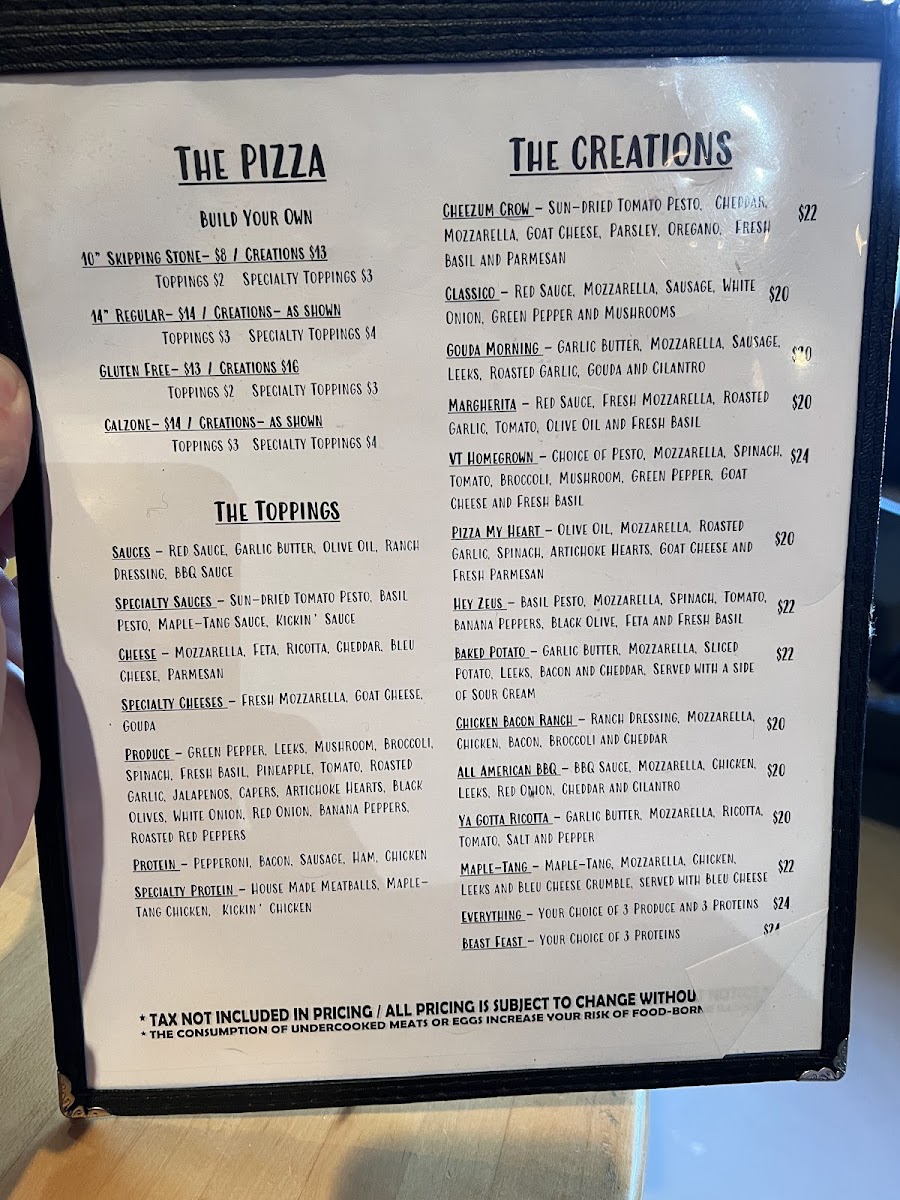 THE PIZZA
BUILD YOUR OWN
10" SKIPPING STONE- $8 / CREATIONS $13
TOPPINGS $2 SPECIALTY TOPPINGS $3
14" REGULAR- $14 / CREATIONS- AS SHOWN
TOPPINGS $3 SPECIALTY TOPPINGS $4
GLUTEN FREE- $13 / CREATIONS $16
TOPPINGS $2 SPECIALTY TOPPINGS $3
CALZONE- $14 / CREATIONS- AS SHOWN
TOPPINGS $3 SPECIALTY TOPPINGS $4
THE TOPPINGS
SAUCES - RED SAUCE, GARLIC BUTTER, OLIVE OIL, RANCH
DRESSING, BBQ SAUCE
SPECIALTY SAUCES - SUN-DRIED TOMATO PESTO, BASIL
PESTO, MAPLE-TANG SAUCE, KICKIN' SAUCE
CHEESE - MOZZARELLA, FETA, RICOTTA, CHEDDAR, BLEU
CHEESE, PARMESAN
SPECIALTY CHEESES - FRESH MOZZARELLA, GOAT CHEESE,
GOUDA
PRODUCE - GREEN PEPPER, LEEKS, MUSHROOM, BROCCOLI,
SPINACH, FRESH BASIL, PINEAPPLE, TOMATO, ROASTED
GARLIC, JALAPENOS, CAPERS, ARTICHOKE HEARTS, BLACK
OLIVES, WHITE ONION, RED ONION, BANANA PEPPERS,
ROASTED RED PEPPERS
PROTEIN - PEPPERONI, BACON, SAUSAGE, HAM, CHICKEN
SPECIALTY PROTEIN - HOUSE MADE MEATBALLS, MAPLE-
TANG CHICKEN, KICKIN' CHICKEN
THE CREATIONS
CHEEZUM CROW - SUN-DRIED TOMATO PESTO, CHEDDAR, $22
MOZZARELLA, GOAT CHEESE, PARSLEY, OREGANO, FRESH
BASIL AND PARMESAN
CLASSICO - RED SAUCE, MOZZARELLA, SAUSAGE, WHITE $20
ONION, GREEN PEPPER AND MUSHROOMS
GOUDA MORNING - GARLIC BUTTER, MOZZARELLA, SAUSAGE, $20
LEEKS, ROASTED GARLIC, GOUDA AND CILANTRO
MARGHERITA - RED SAUCE, FRESH MOZZARELLA, ROASTED $20
GARLIC, TOMATO, OLIVE OIL AND FRESH BASIL
VT HOMEGROWN - CHOICE OF PESTO, MOZZARELLA, SPINACH, $24
TOMATO, BROCCOLI, MUSHROOM, GREEN PEPPER, GOAT
CHEESE AND FRESH BASIL
PIZZA MY HEART - OLIVE OIL, MOZZARELLA, ROASTED $20
GARLIC, SPINACH, ARTICHOKE HEARTS, GOAT CHEESE AND
FRESH PARMESAN
HEY ZEUS - BASIL PESTO, MOZZARELLA, SPINACH, TOMATO, $22
BANANA PEPPERS, BLACK OLIVE, FETA AND FRESH BASIL
BAKED POTATO - GARLIC BUTTER, MOZZARELLA, SLICED $22
POTATO, LEEKS, BACON AND CHEDDAR, SERVED WITH A SIDE
OF SOUR CREAM
CHICKEN BACON RANCH - RANCH DRESSING, MOZZARELLA, $20
CHICKEN, BACON, BROCCOLI AND CHEDDAR
ALL AMERICAN BBQ - BBQ SAUCE, MOZZARELLA, CHICKEN, $20
LEEKS, RED ONION, CHEDDAR AND CILANTRO
YA GOTTA RICOTTA - GARLIC BUTTER, MOZZARELLA, RICOTTA, $20
TOMATO, SALT AND PEPPER
MAPLE-TANG - MAPLE-TANG, MOZZARELLA, CHICKEN, $22
LEEKS AND BLEU CHEESE CRUMBLE, SERVED WITH BLEU CHEESE
EVERYTHING - YOUR CHOICE OF 3 PRODUCE AND 3 PROTEINS $24
BEAST FEAST - YOUR CHOICE OF 3 PROTEINS $24
* TAX NOT INCLUDED IN PRICING / ALL PRICING IS SUBJECT TO CHANGE WITHOU
* THE CONSUMPTION OF UNDERCOOKED MEATS OR EGGS INCREASE YOUR RISK OF FOOD-BORN